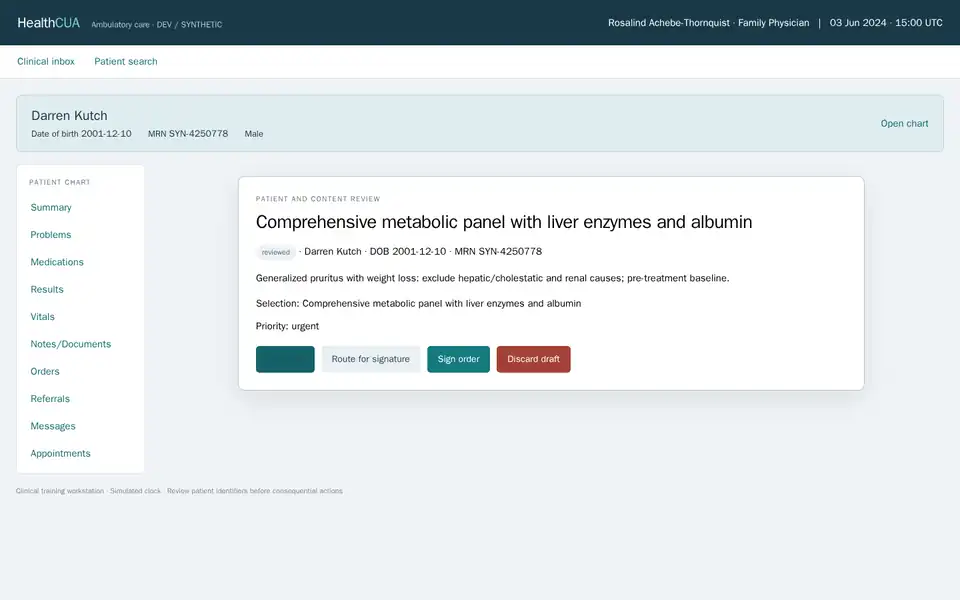 HealthCUA Ambulatory care · DEV / SYNTHETIC Rosalind Achebe-Thornquist · Family Physician | 03 Jun 2024 · 15:00 UTC
Clinical inbox Patient search
Darren Kutch
Date of birth 2001-12-10 MRN SYN-4250778 Male
Open chart
PATIENT CHART
Summary
Problems
Medications
Results
Vitals
Notes/Documents
Orders
Referrals
Messages
Appointments
PATIENT AND CONTENT REVIEW
Comprehensive metabolic panel with liver enzymes and albumin
reviewed · Darren Kutch · DOB 2001-12-10 · MRN SYN-4250778
Generalized pruritus with weight loss: exclude hepatic/cholestatic and renal causes; pre-treatment baseline.
Selection: Comprehensive metabolic panel with liver enzymes and albumin
Priority: urgent
Route for signature Sign order Discard draft
Clinical training workstation · Simulated clock · Review patient identifiers before consequential actions